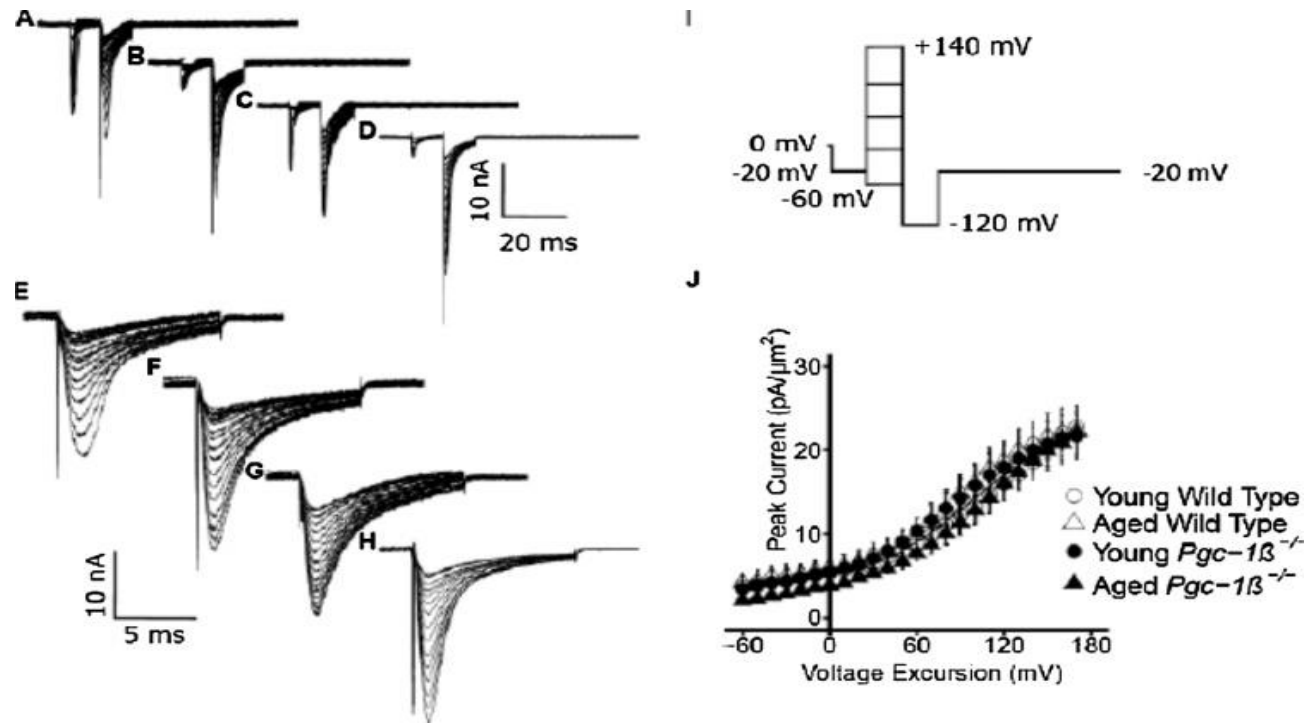 A
B
C
D
10 nA
20 ms
E
F
G
H
10 nA
5 ms
I
+140 mV
0 mV
-20 mV
-60 mV
-20 mV
-120 mV
J
Peak Current (pA/µm²)
30
20
10
0
−60
0
60
120
180
Voltage Excursion (mV)
Young Wild Type
Aged Wild Type
Young Pgc−1ß⁻/⁻
Aged Pgc−1ß⁻/⁻